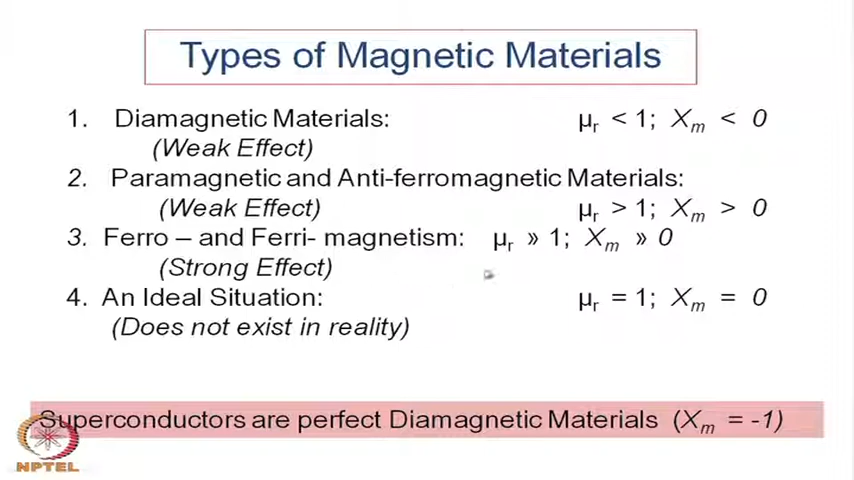 Types of Magnetic Materials
1. Diamagnetic Materials: μr < 1; Xm < 0
(Weak Effect)
2. Paramagnetic and Anti-ferromagnetic Materials:
(Weak Effect) μr > 1; Xm > 0
3. Ferro – and Ferri- magnetism: μr » 1; Xm » 0
(Strong Effect)
4. An Ideal Situation: μr = 1; Xm = 0
(Does not exist in reality)
Superconductors are perfect Diamagnetic Materials (Xm = -1)
NPTEL